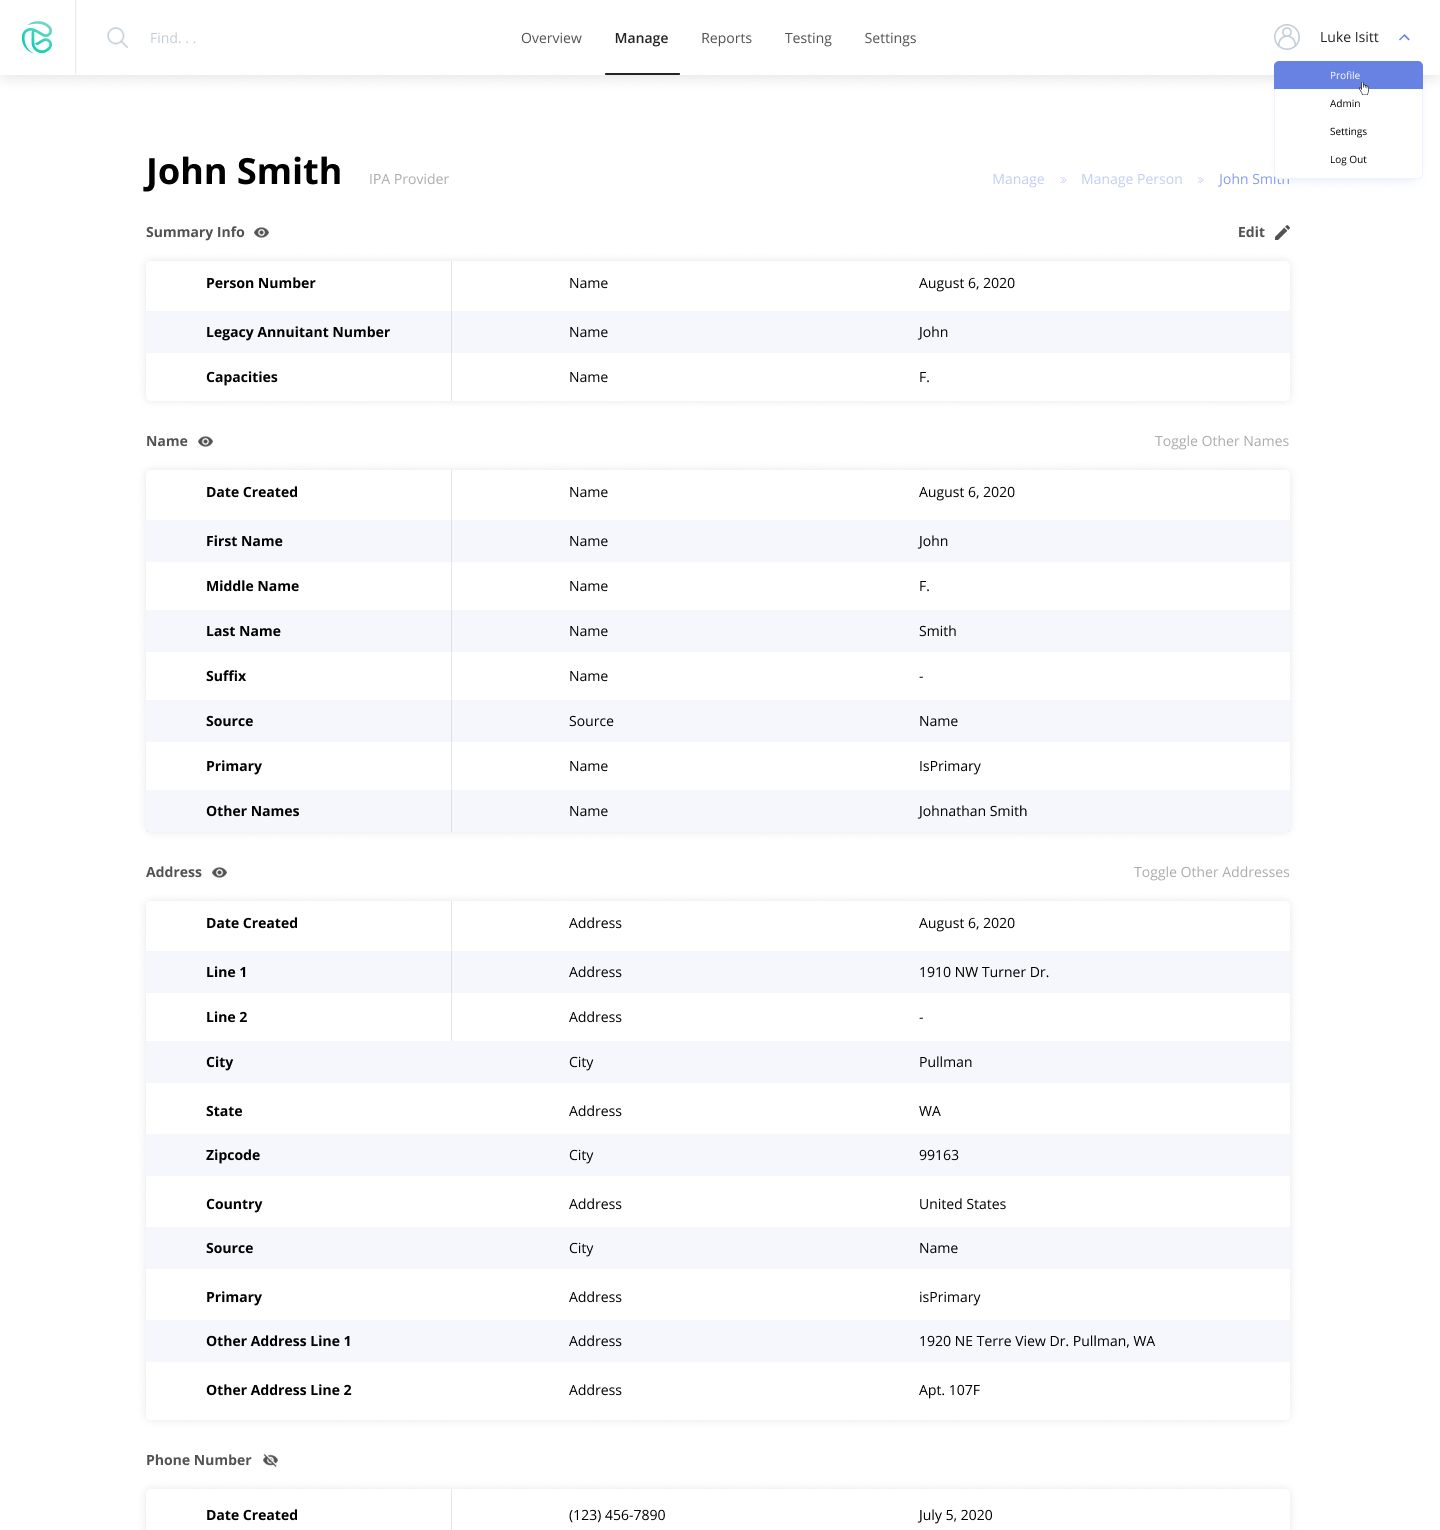 Find. . .
Overview Manage Reports Testing Settings
Luke Isitt
Profile
Admin
Settings
Log Out
John Smith IPA Provider
Manage » Manage Person » John Smith
Summary Info Edit
Person Number Name August 6, 2020
Legacy Annuitant Number Name John
Capacities Name F.
Name Toggle Other Names
Date Created Name August 6, 2020
First Name Name John
Middle Name Name F.
Last Name Name Smith
Suffix Name -
Source Source Name
Primary Name IsPrimary
Other Names Name Johnathan Smith
Address Toggle Other Addresses
Date Created Address August 6, 2020
Line 1 Address 1910 NW Turner Dr.
Line 2 Address -
City City Pullman
State Address WA
Zipcode City 99163
Country Address United States
Source City Name
Primary Address isPrimary
Other Address Line 1 Address 1920 NE Terre View Dr. Pullman, WA
Other Address Line 2 Address Apt. 107F
Phone Number
Date Created (123) 456-7890 July 5, 2020